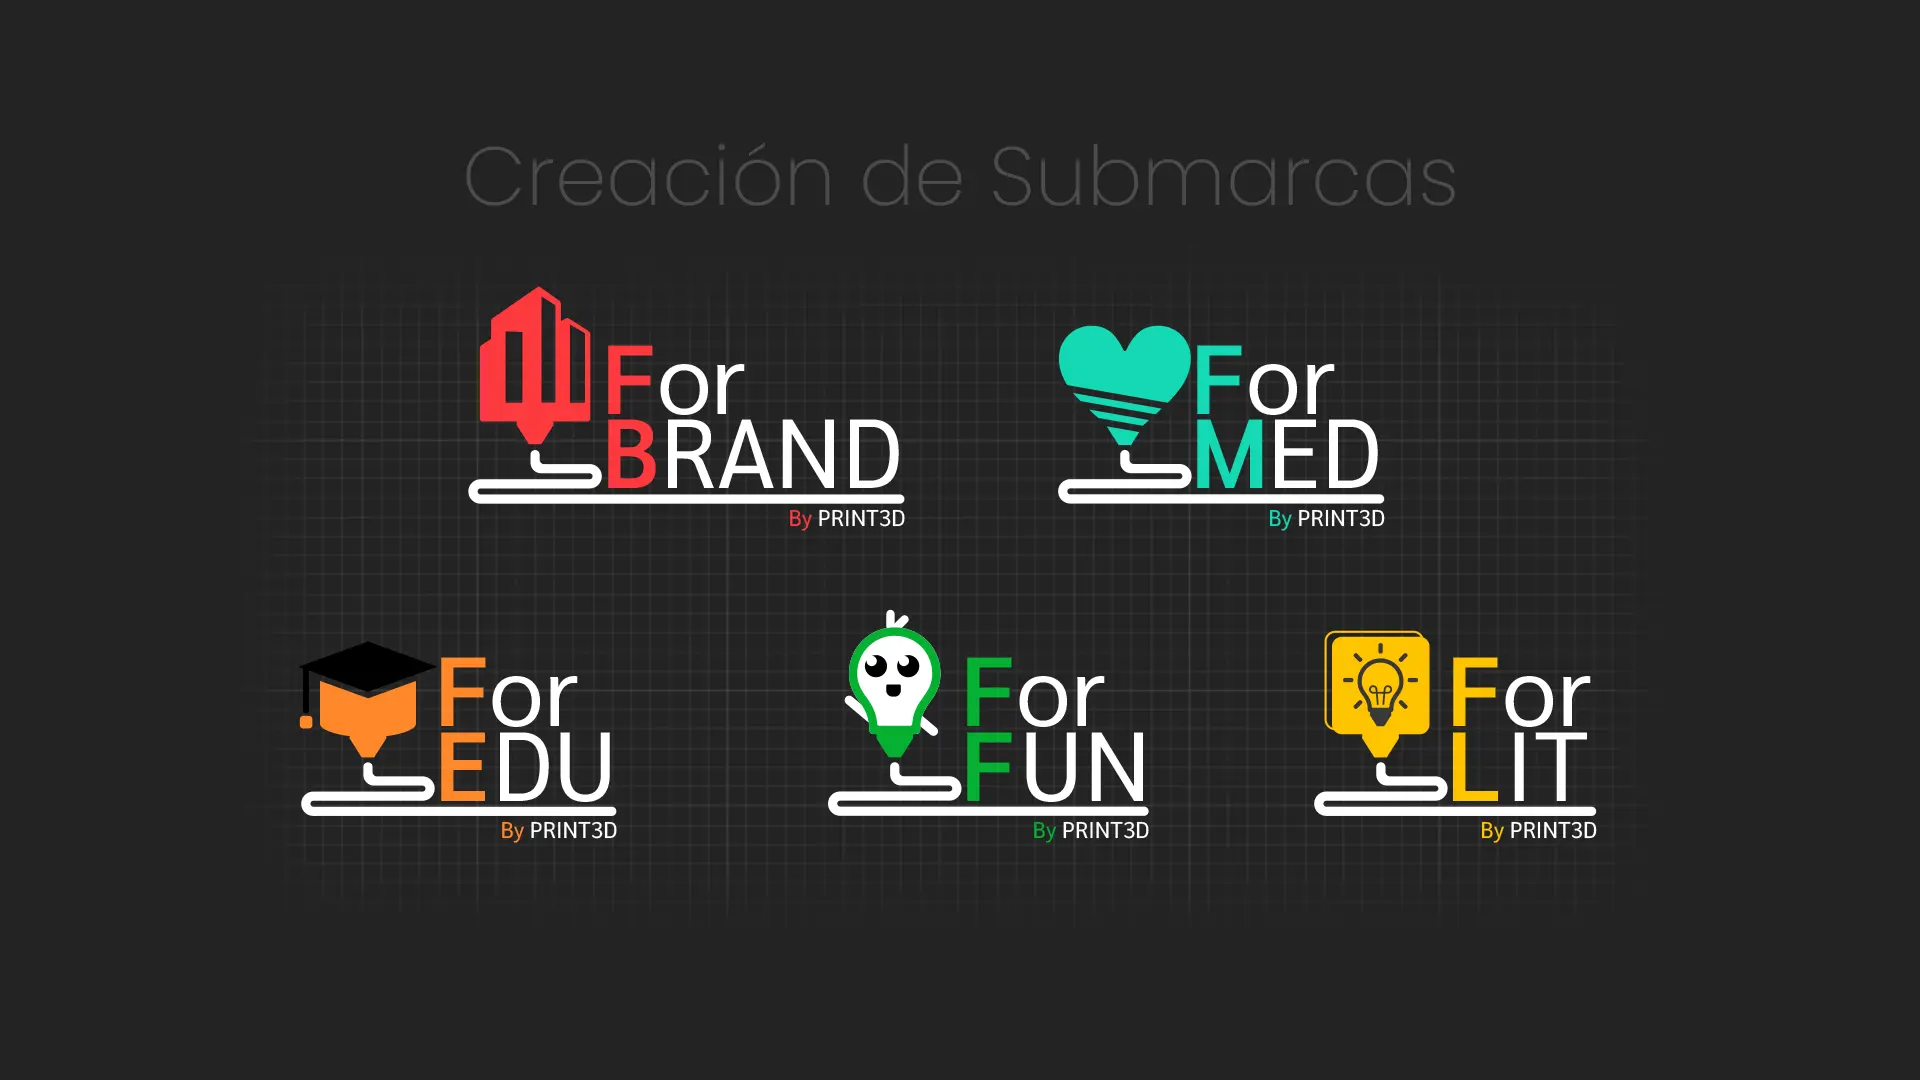 Creación de Submarcas
For
BRAND
By PRINT3D
For
MED
By PRINT3D
For
EDU
By PRINT3D
For
FUN
By PRINT3D
For
LIT
By PRINT3D